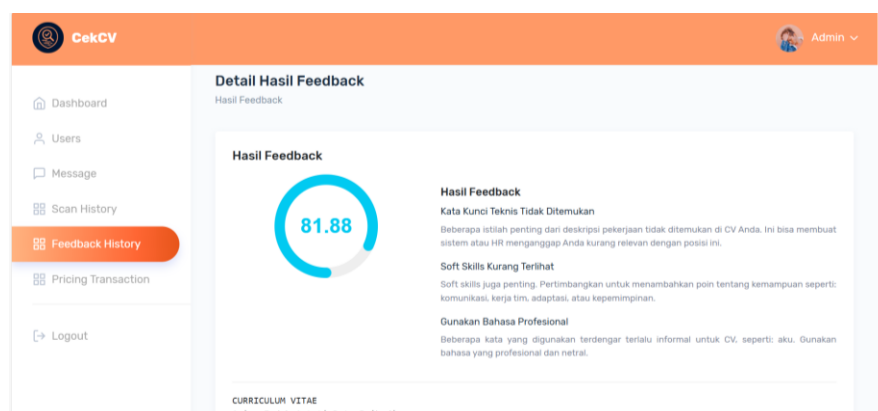 CekCV
Admin
Dashboard
Users
Message
Scan History
Feedback History
Pricing Transaction
Logout
Detail Hasil Feedback
Hasil Feedback
Hasil Feedback
81.88
Hasil Feedback
Kata Kunci Teknis Tidak Ditemukan
Beberapa istilah penting dari deskripsi pekerjaan tidak ditemukan di CV Anda. Ini bisa membuat
sistem atau HR menganggap Anda kurang relevan dengan posisi ini.
Soft Skills Kurang Terlihat
Soft skills juga penting. Pertimbangkan untuk menambahkan poin tentang kemampuan seperti:
komunikasi, kerja tim, adaptasi, atau kepemimpinan.
Gunakan Bahasa Profesional
Beberapa kata yang digunakan terdengar terlalu informal untuk CV, seperti: aku. Gunakan
bahasa yang profesional dan netral.
CURRICULUM VITAE